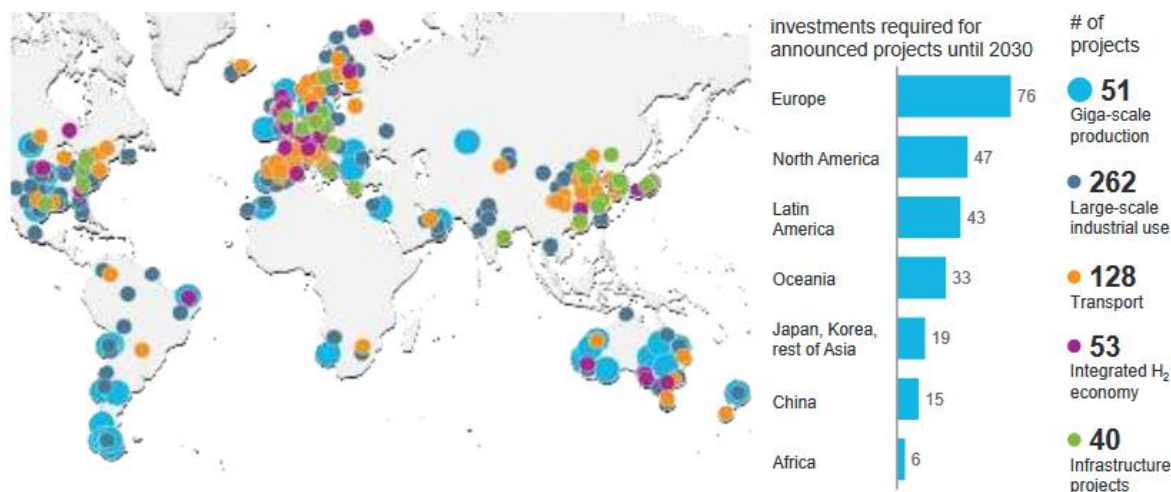 investments required for
announced projects until 2030
Europe
76
North America
47
Latin
America
43
Oceania
33
Japan, Korea,
rest of Asia
19
China
15
Africa
6
# of
projects
51
Giga-scale
production
262
Large-scale
industrial use
128
Transport
53
Integrated H₂
economy
40
Infrastructure
projects